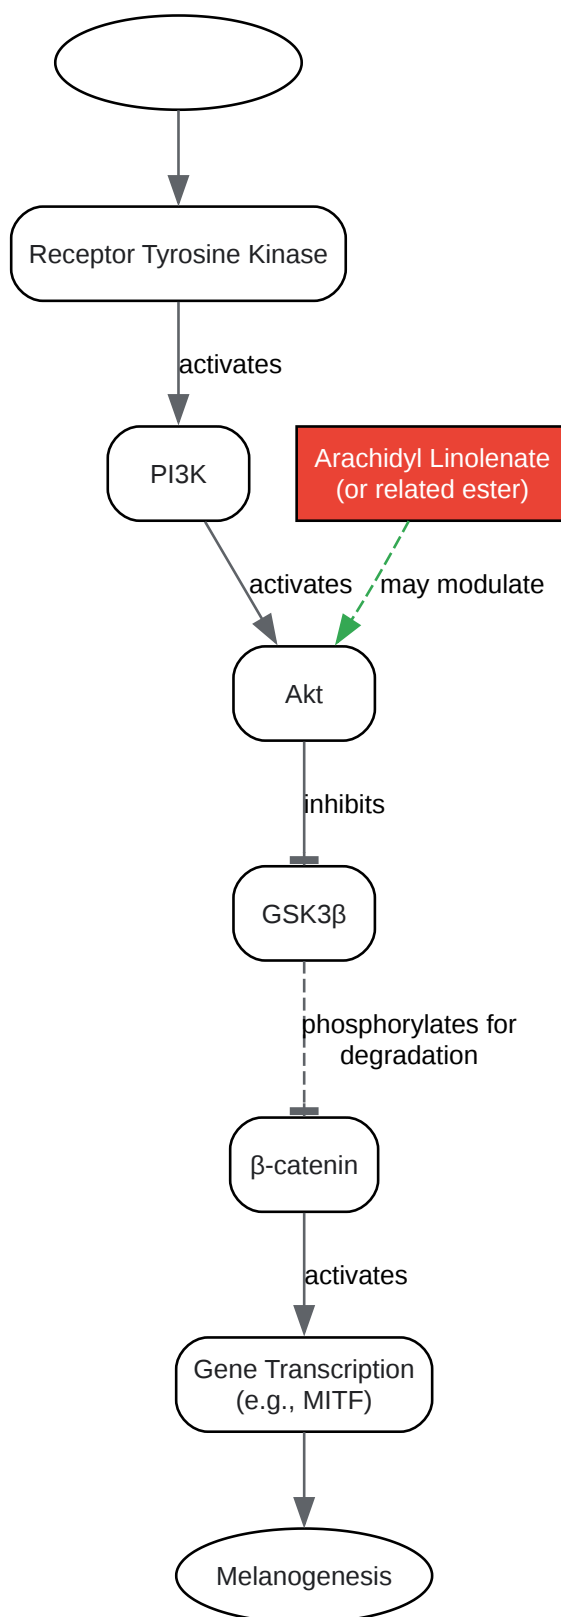 Receptor Tyrosine Kinase
activates
PI3K
Arachidyl Linolenate
(or related ester)
activates
may modulate
Akt
inhibits
GSK3β
phosphorylates for
degradation
β-catenin
activates
Gene Transcription
(e.g., MITF)
Melanogenesis